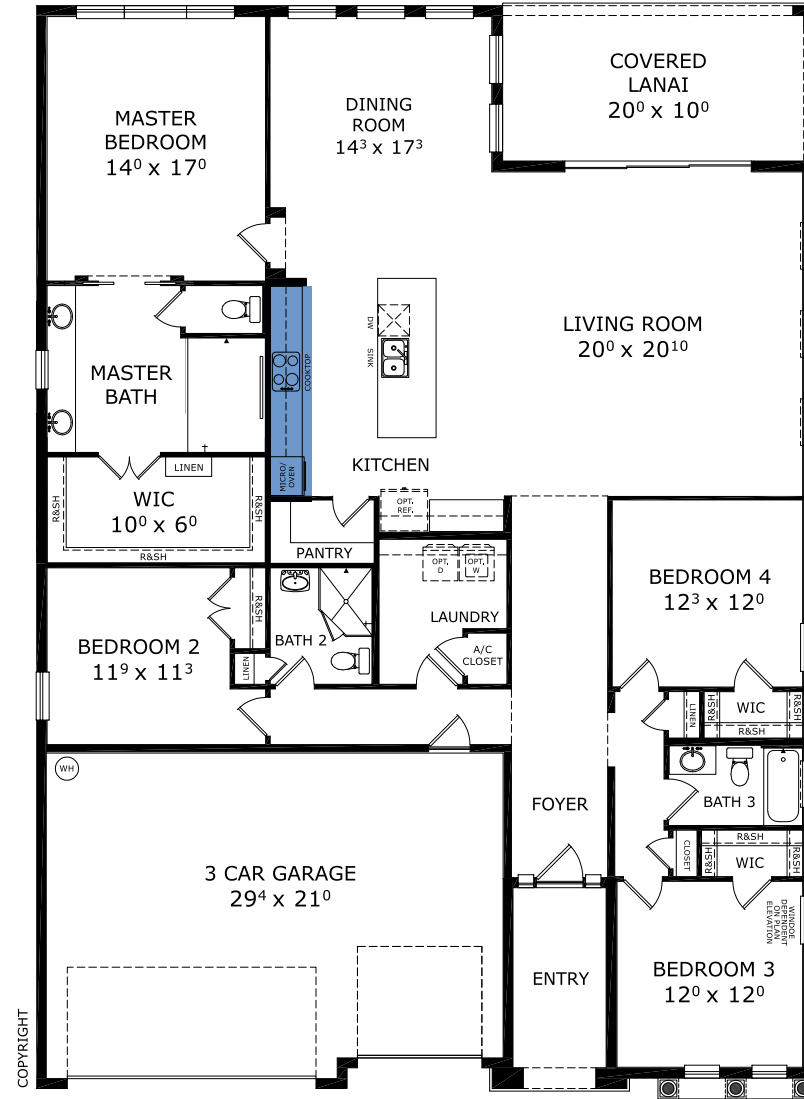 COVERED
LANAI
20⁰ x 10⁰
MASTER
BEDROOM
14⁰ x 17⁰
DINING
ROOM
14³ x 17³
LIVING ROOM
20⁰ x 20¹⁰
DW
SINK
COOKTOP
MICRO/
OVEN
KITCHEN
MASTER
BATH
LINEN
WIC
10⁰ x 6⁰
R&SH
R&SH
R&SH
OPT.
REF.
PANTRY
OPT.
D
OPT.
W
LAUNDRY
A/C
CLOSET
BEDROOM 4
12³ x 12⁰
BEDROOM 2
11⁹ x 11³
R&SH
LINEN
BATH 2
LINEN
R&SH
WIC
R&SH
R&SH
WH
FOYER
BATH 3
CLOSET
R&SH
R&SH
WIC
R&SH
3 CAR GARAGE
29⁴ x 21⁰
WINDOE
DEPENDENT
ON PLAN
ELEVATION
ENTRY
BEDROOM 3
12⁰ x 12⁰
COPYRIGHT